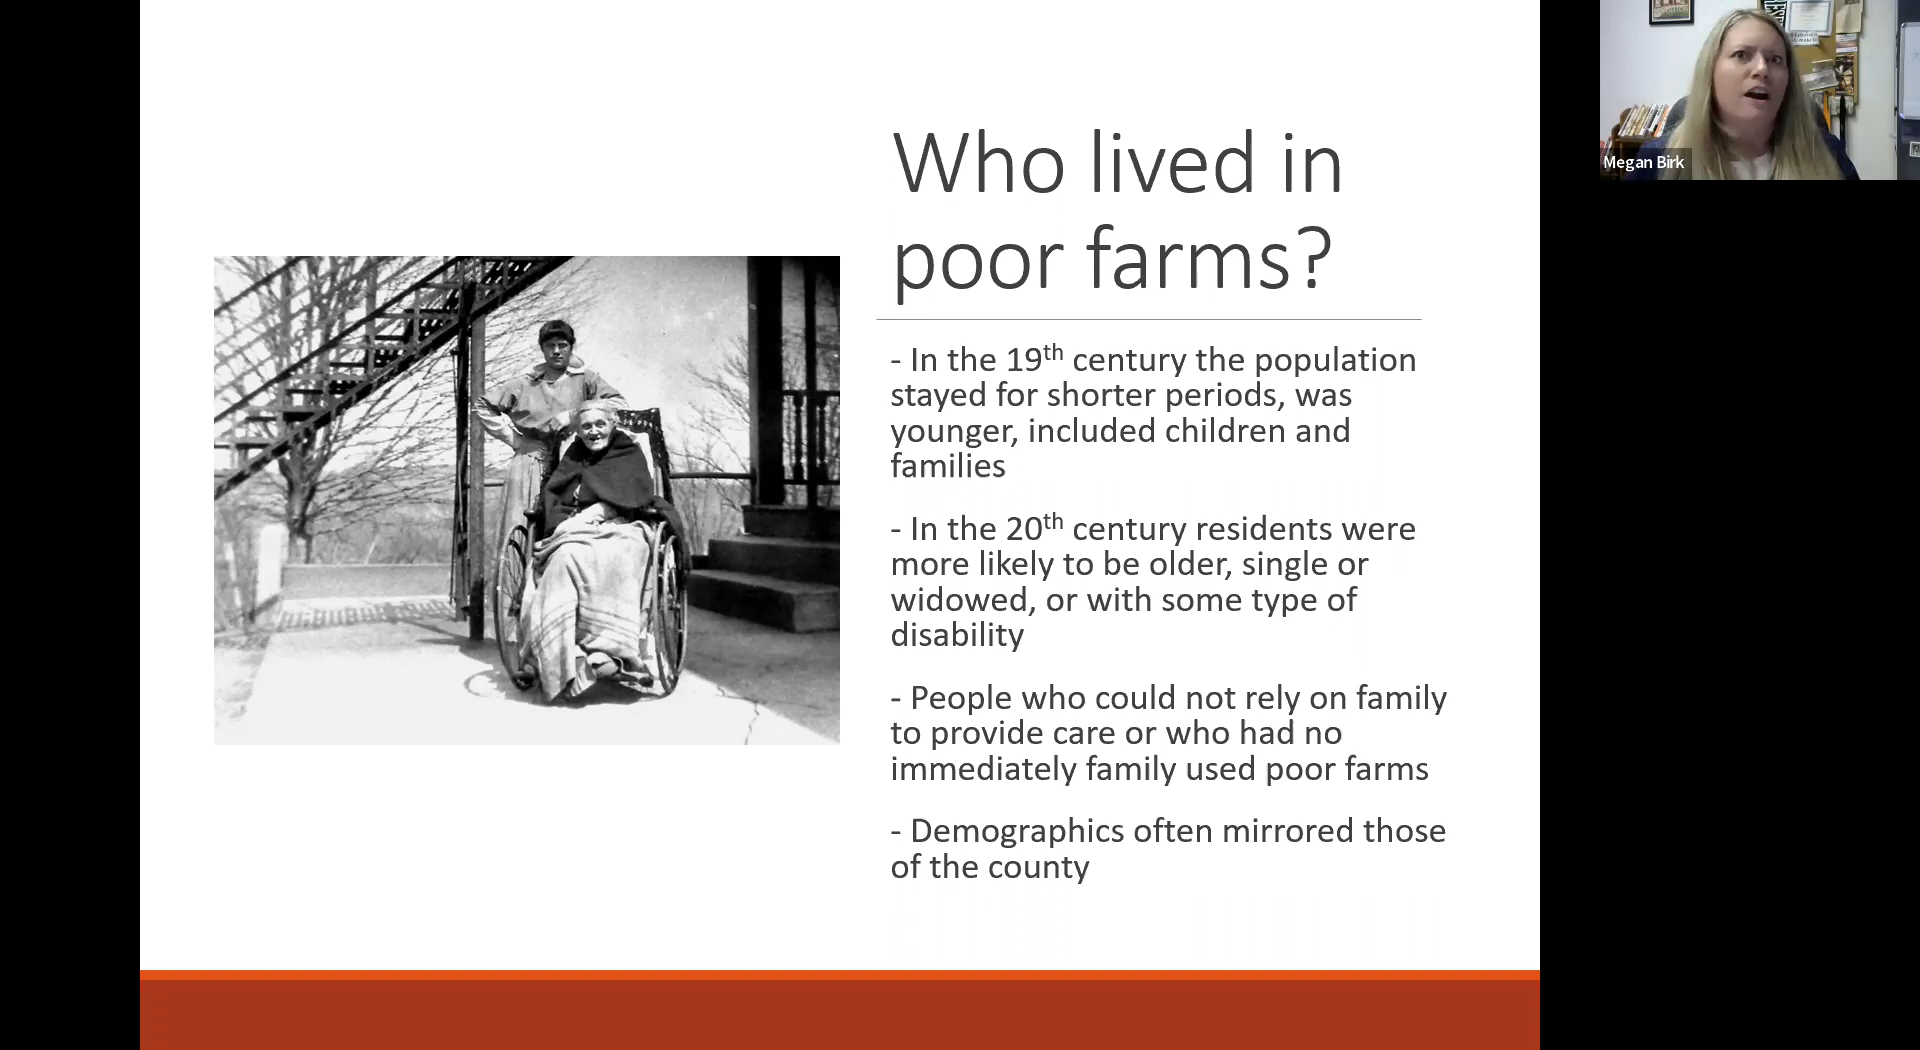 Who lived in
poor farms?
- In the 19th century the population
stayed for shorter periods, was
younger, included children and
families
- In the 20th century residents were
more likely to be older, single or
widowed, or with some type of
disability
- People who could not rely on family
to provide care or who had no
immediately family used poor farms
- Demographics often mirrored those
of the county
Megan Birk